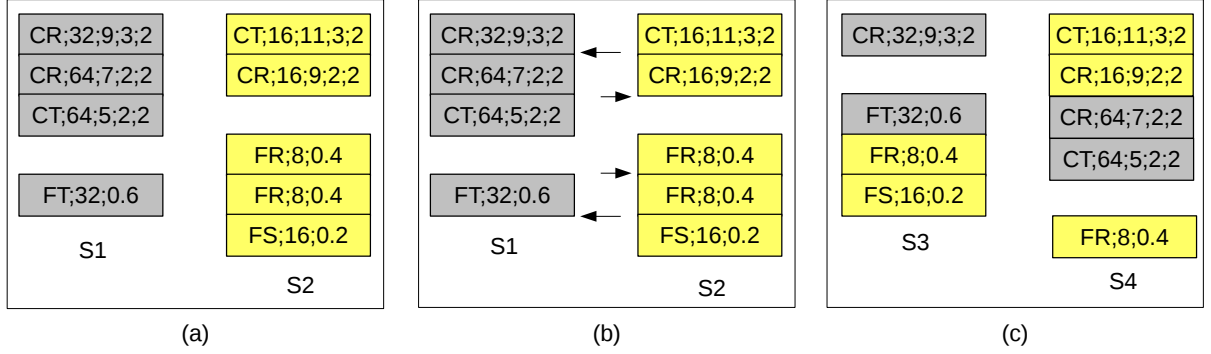 CR;32;9;3;2
CR;64;7;2;2
CT;64;5;2;2
FT;32;0.6
S1
CT;16;11;3;2
CR;16;9;2;2
FR;8;0.4
FR;8;0.4
FS;16;0.2
S2
(a)
CR;32;9;3;2
CR;64;7;2;2
CT;64;5;2;2
FT;32;0.6
S1
CT;16;11;3;2
CR;16;9;2;2
FR;8;0.4
FR;8;0.4
FS;16;0.2
S2
(b)
CR;32;9;3;2
FT;32;0.6
FR;8;0.4
FS;16;0.2
S3
CT;16;11;3;2
CR;16;9;2;2
CR;64;7;2;2
CT;64;5;2;2
FR;8;0.4
S4
(c)